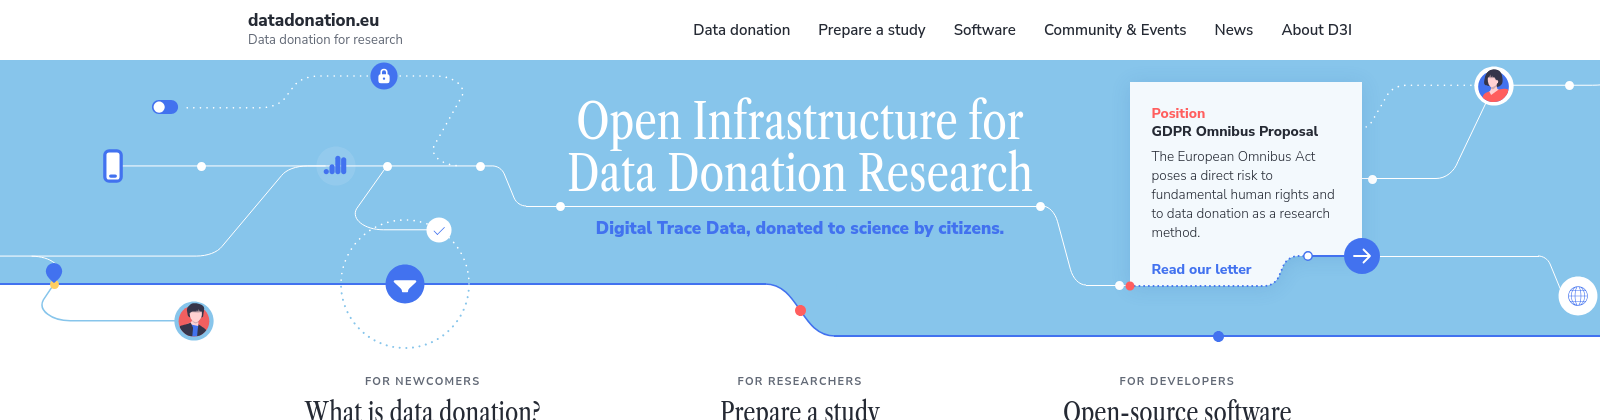 datadonation.eu
Data donation for research
Data donation
Prepare a study
Software
Community & Events
News
About D3I
Open Infrastructure for
Data Donation Research
Digital Trace Data, donated to science by citizens.
Position
GDPR Omnibus Proposal
The European Omnibus Act
poses a direct risk to
fundamental human rights and
to data donation as a research
method.
Read our letter
FOR NEWCOMERS
What is data donation?
FOR RESEARCHERS
Prepare a study
FOR DEVELOPERS
Open-source software